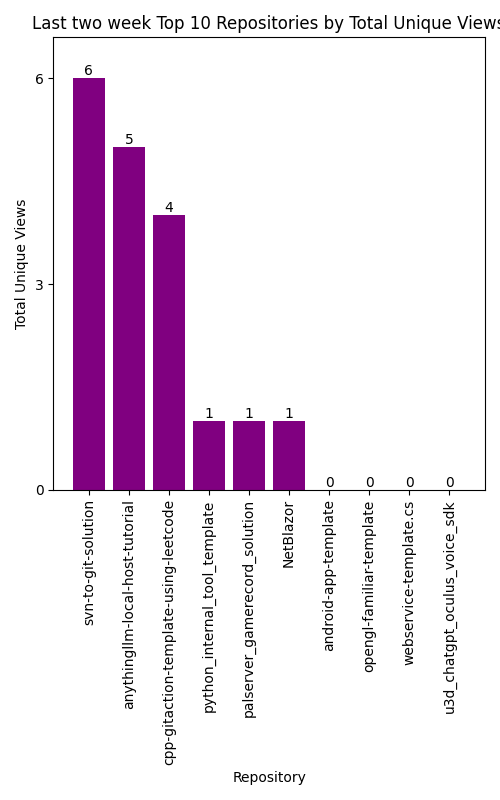 Last two week Top 10 Repositories by Total Unique Views
Total Unique Views
6
3
0
6
5
4
1
1
1
0
0
0
0
svn-to-git-solution
anythingllm-local-host-tutorial
cpp-gitaction-template-using-leetcode
python_internal_tool_template
palserver_gamerecord_solution
NetBlazor
android-app-template
opengl-familiar-template
webservice-template.cs
u3d_chatgpt_oculus_voice_sdk
Repository